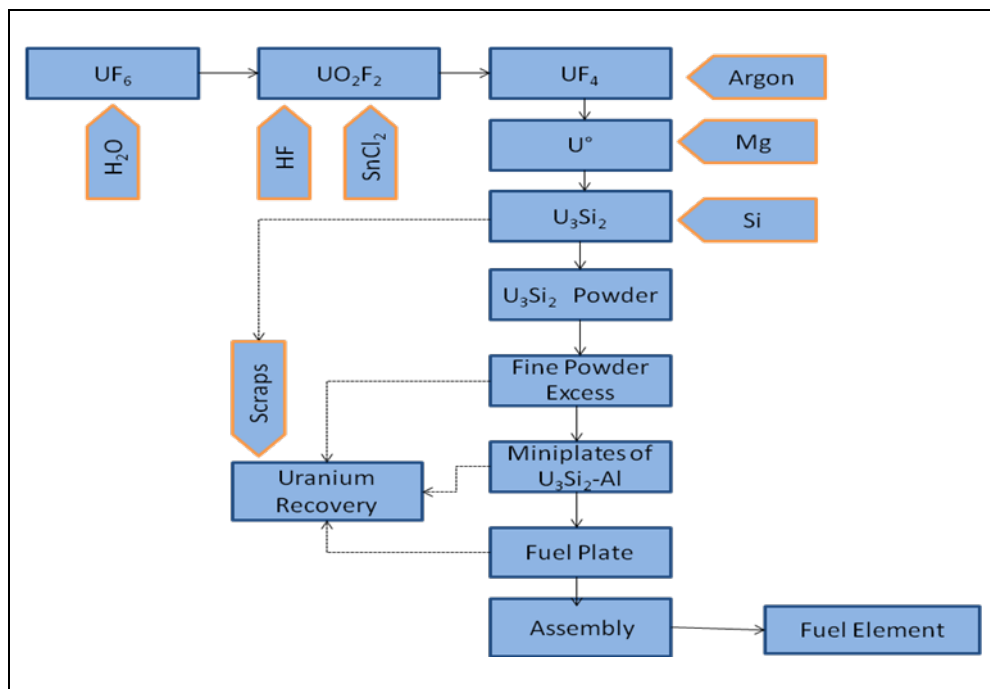 UF₆
UO₂F₂
UF₄
Argon
H₂O
HF
SnCl₂
U°
Mg
U₃Si₂
Si
U₃Si₂ Powder
Scraps
Fine Powder
Excess
Miniplates of
U₃Si₂-Al
Uranium
Recovery
Fuel Plate
Assembly
Fuel Element